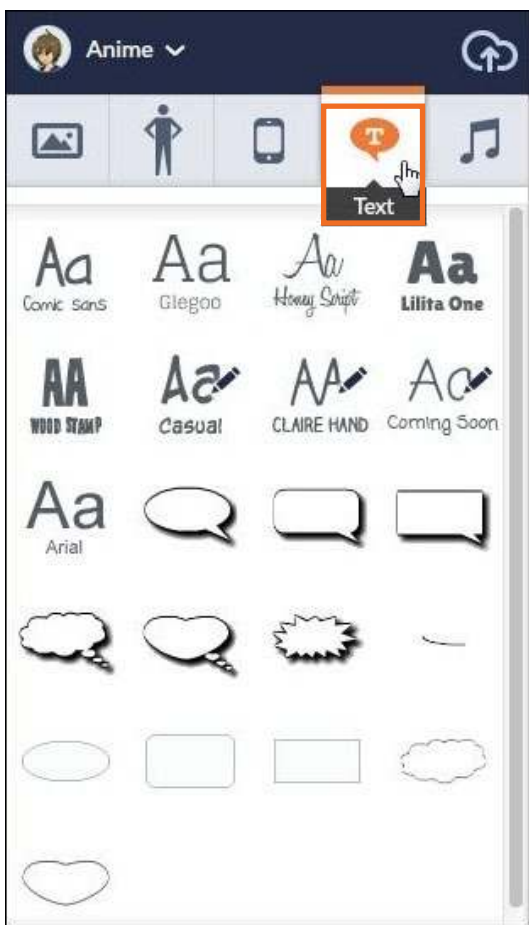 Anime
T
Text
Aa Aa Aa Aa
Comic sans Glegoo Honey Script Lilita One
AA Aa AA Aa
WOOD STAMP Casual CLAIRE HAND Coming Soon
Aa
Arial